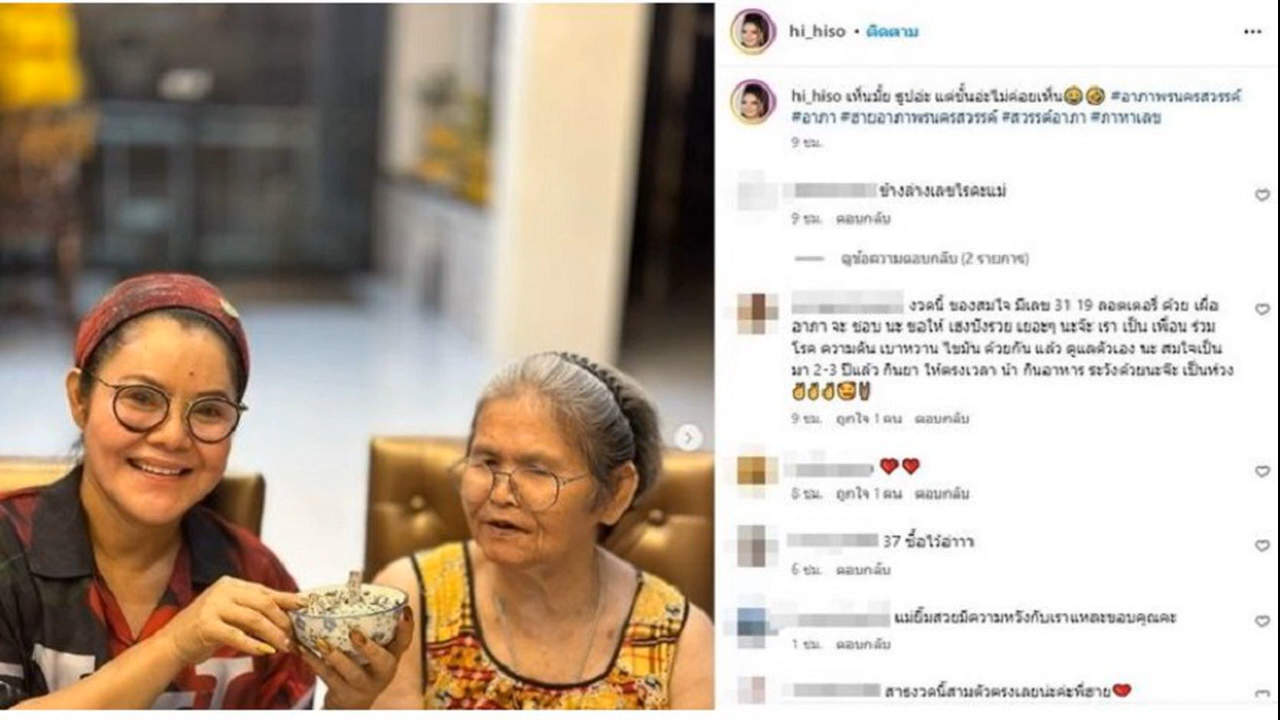 hi_hiso • ติดตาม
hi_hiso เห็นมั้ย ธูปอ่ะ แต่ชั้นอ่ะไม่ค่อยเห็น😂🤣 #อาภาพรนครสวรรค์
#อาภา #ฮายอาภาพรนครสวรรค์ #สวรรค์อาภา #ภาหาเลข
9 ชม.
ข้างล่างเลขไรคะแม่
9 ชม. ตอบกลับ
ดูข้อความตอบกลับ (2 รายการ)
งวดนี้ ของสมใจ มีเลข 31 19 ลอตเตอรี่ ด้วย เผื่อ
อาภา จะ ชอบ นะ ขอให้ เฮงปังรวย เยอะๆ นะจ๊ะ เรา เป็น เพื่อน ร่วม
โรค ความดัน เบาหวาน ไขมัน ด้วยกัน แล้ว ดูแลตัวเอง นะ สมใจเป็น
มา 2-3 ปีแล้ว กินยา ให้ตรงเวลา น้า กินอาหาร ระวังด้วยนะจ๊ะ เป็นห่วง
9 ชม. ถูกใจ 1 คน ตอบกลับ
❤️❤️
8 ชม. ถูกใจ 1 คน ตอบกลับ
37 ซื้อไว้อ่าาา
6 ชม. ตอบกลับ
แม่ยิ้มสวยมีความหวังกับเราแหละขอบคุณคะ
1 ชม. ตอบกลับ
สาธุงวดนี้สามตัวตรงเลยน่ะค่ะพี่ฮาย❤️